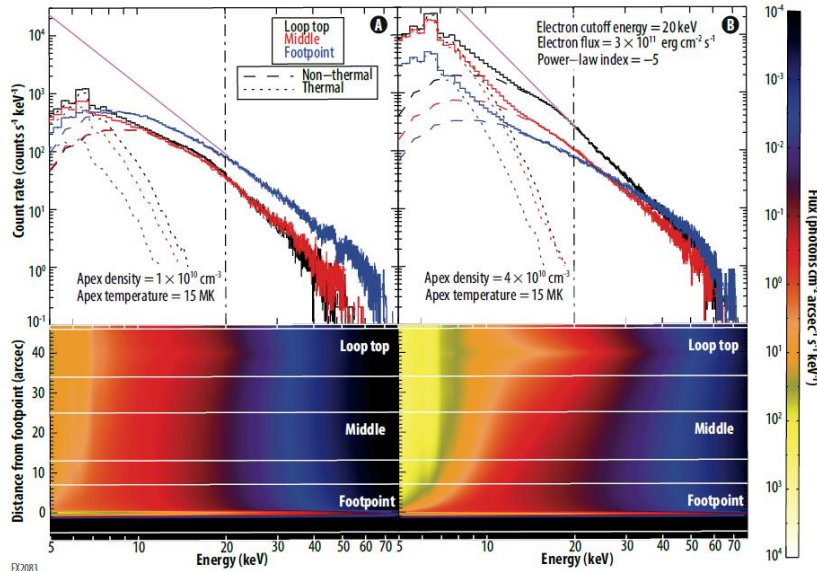 Loop top
Middle
Footpoint
Non−thermal
Thermal
A
Electron cutoff energy = 20 keV
Electron flux = 3 × 10¹¹ erg cm⁻² s⁻¹
Power−law index = −5
B
Count rate (counts s⁻¹ keV⁻¹)
10⁴
10³
10²
10¹
10⁰
10⁻¹
Apex density = 1 × 10¹⁰ cm⁻³
Apex temperature = 15 MK
Apex density = 4 × 10¹⁰ cm⁻³
Apex temperature = 15 MK
Distance from footpoint (arcsec)
40
30
20
10
0
Loop top
Middle
Footpoint
Loop top
Middle
Footpoint
5 10 20 30 40 50 60 70
Energy (keV)
5 10 20 30 40 50 60 70
Energy (keV)
10⁻⁴
10⁻³
10⁻²
10⁻¹
10⁻¹
10⁰
10¹
10²
10³
10⁴
Flux (photons cm⁻² arcsec⁻² s⁻¹ keV⁻¹)
FX2083